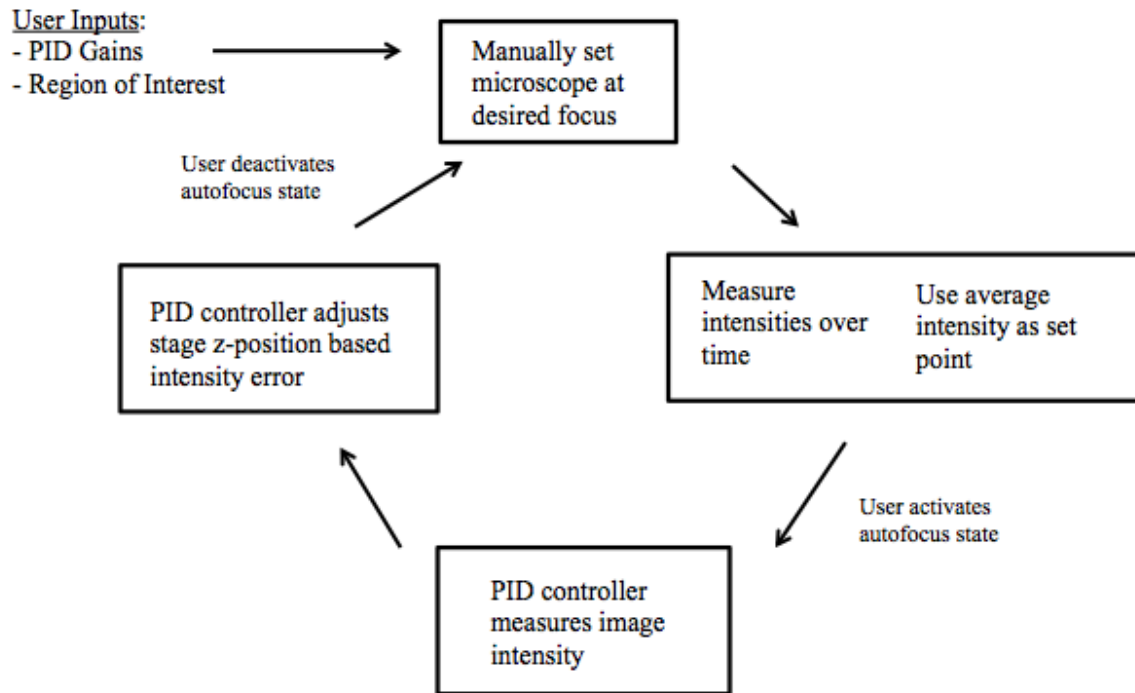 User Inputs:
- PID Gains
- Region of Interest
Manually set
microscope at
desired focus
User deactivates
autofocus state
Measure
intensities over
time
Use average
intensity as set
point
PID controller adjusts
stage z-position based
intensity error
User activates
autofocus state
PID controller
measures image
intensity